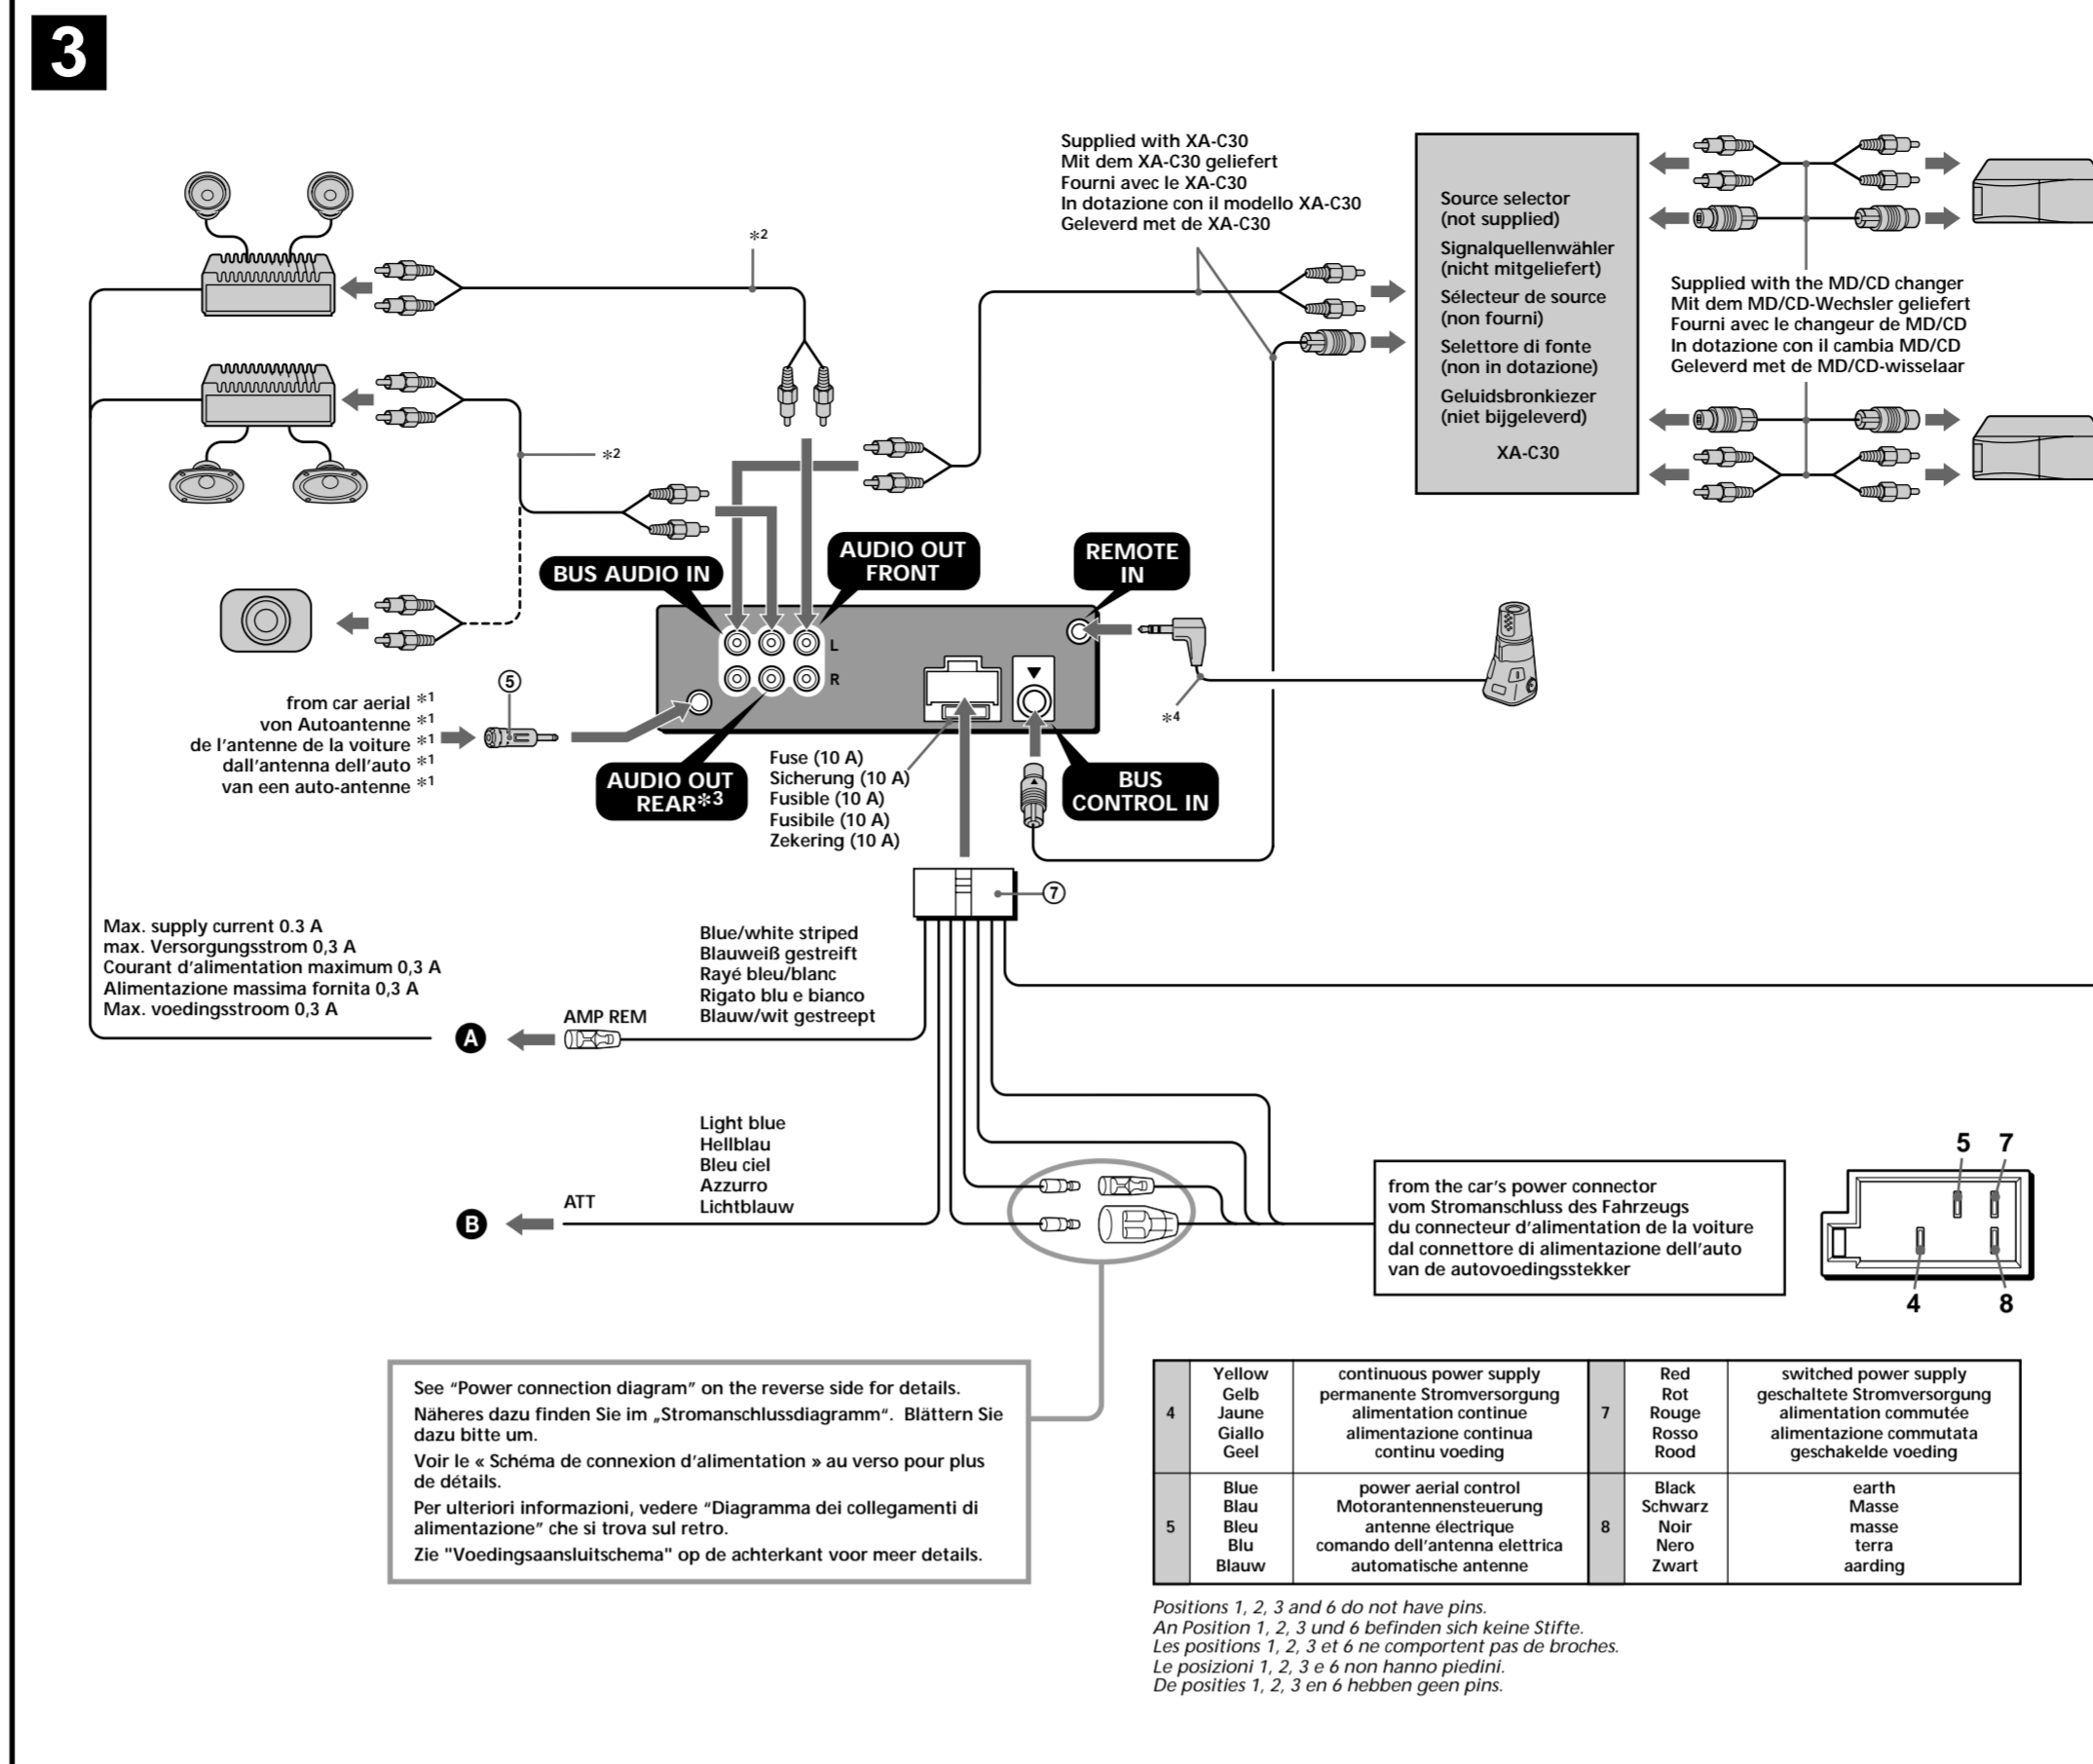 3
Supplied with XA-C30
Mit dem XA-C30 geliefert
Fourni avec le XA-C30
In dotazione con il modello XA-C30
Geleverd met de XA-C30
Source selector
(not supplied)
Signalquellenwähler
(nicht mitgeliefert)
Sélecteur de source
(non fourni)
Selettore di fonte
(non in dotazione)
Geluidsbronkiezer
(niet bijgeleverd)
XA-C30
Supplied with the MD/CD changer
Mit dem MD/CD-Wechsler geliefert
Fourni avec le changeur de MD/CD
In dotazione con il cambia MD/CD
Geleverd met de MD/CD-wisselaar
*2
*2
BUS AUDIO IN
AUDIO OUT
FRONT
REMOTE
IN
L
R
5
from car aerial *1
von Autoantenne *1
de l'antenne de la voiture *1
dall'antenna dell'auto *1
van een auto-antenne *1
*4
AUDIO OUT
REAR*3
Fuse (10 A)
Sicherung (10 A)
Fusible (10 A)
Fusibile (10 A)
Zekering (10 A)
BUS
CONTROL IN
7
Max. supply current 0.3 A
max. Versorgungsstrom 0,3 A
Courant d'alimentation maximum 0,3 A
Alimentazione massima fornita 0,3 A
Max. voedingsstroom 0,3 A
Blue/white striped
Blauweiß gestreift
Rayé bleu/blanc
Rigato blu e bianco
Blauw/wit gestreept
A
AMP REM
Light blue
Hellblau
Bleu ciel
Azzurro
Lichtblauw
B
ATT
from the car's power connector
vom Stromanschluss des Fahrzeugs
du connecteur d'alimentation de la voiture
dal connettore di alimentazione dell'auto
van de autovoedingsstekker
5 7
4 8
See “Power connection diagram” on the reverse side for details.
Näheres dazu finden Sie im „Stromanschlussdiagramm“. Blättern Sie
dazu bitte um.
Voir le « Schéma de connexion d'alimentation » au verso pour plus
de détails.
Per ulteriori informazioni, vedere “Diagramma dei collegamenti di
alimentazione” che si trova sul retro.
Zie "Voedingsaansluitschema" op de achterkant voor meer details.
4
Yellow continuous power supply
Gelb permanente Stromversorgung
Jaune alimentation continue
Giallo alimentazione continua
Geel continu voeding
7
Red switched power supply
Rot geschaltete Stromversorgung
Rouge alimentation commutée
Rosso alimentazione commutata
Rood geschakelde voeding
5
Blue power aerial control
Blau Motorantennensteuerung
Bleu antenne électrique
Blu comando dell'antenna elettrica
Blauw automatische antenne
8
Black earth
Schwarz Masse
Noir masse
Nero terra
Zwart aarding
Positions 1, 2, 3 and 6 do not have pins.
An Position 1, 2, 3 und 6 befinden sich keine Stifte.
Les positions 1, 2, 3 et 6 ne comportent pas de broches.
Le posizioni 1, 2, 3 e 6 non hanno piedini.
De posities 1, 2, 3 en 6 hebben geen pins.